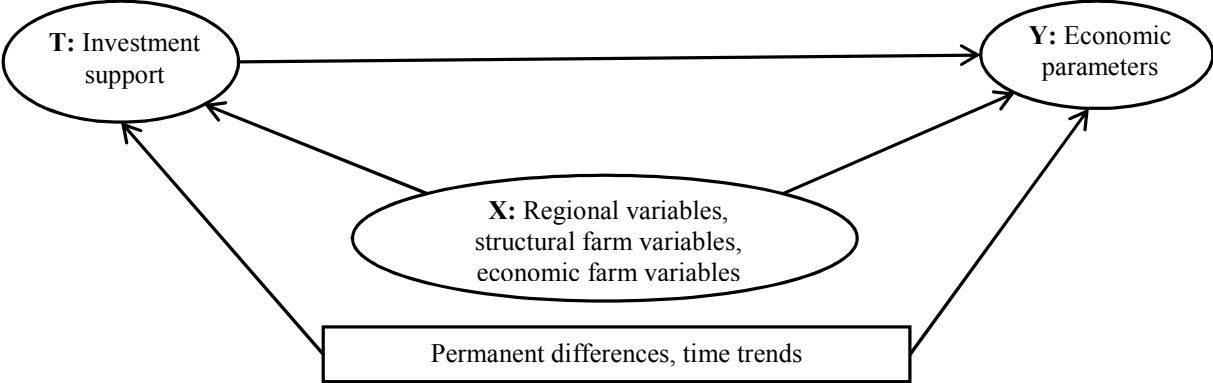 T: Investment
support
Y: Economic
parameters
X: Regional variables,
structural farm variables,
economic farm variables
Permanent differences, time trends